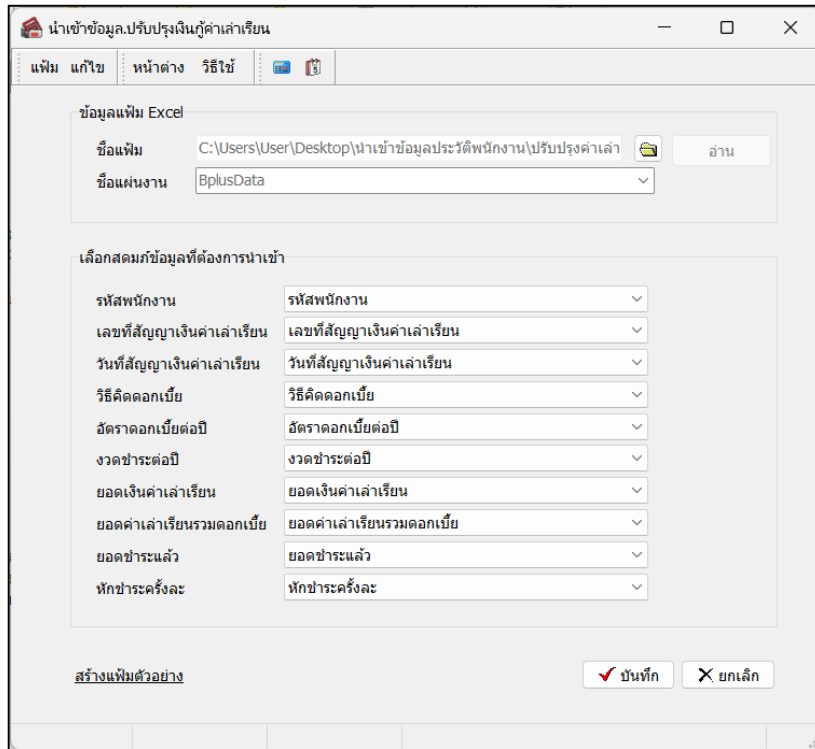 นำเข้าข้อมูล.ปรับปรุงเงินกู้ค่าเล่าเรียน
แฟ้ม แก้ไข หน้าต่าง วิธีใช้
ข้อมูลแฟ้ม Excel
ชื่อแฟ้ม C:\Users\User\Desktop\นำเข้าข้อมูลประวัติพนักงาน\ปรับปรุงค่าเล่า อ่าน
ชื่อแผ่นงาน BplusData
เลือกสดมภ์ข้อมูลที่ต้องการนำเข้า
รหัสพนักงาน รหัสพนักงาน
เลขที่สัญญาเงินค่าเล่าเรียน เลขที่สัญญาเงินค่าเล่าเรียน
วันที่สัญญาเงินค่าเล่าเรียน วันที่สัญญาเงินค่าเล่าเรียน
วิธีคิดดอกเบี้ย วิธีคิดดอกเบี้ย
อัตราดอกเบี้ยต่อปี อัตราดอกเบี้ยต่อปี
งวดชำระต่อปี งวดชำระต่อปี
ยอดเงินค่าเล่าเรียน ยอดเงินค่าเล่าเรียน
ยอดค่าเล่าเรียนรวมดอกเบี้ย ยอดค่าเล่าเรียนรวมดอกเบี้ย
ยอดชำระแล้ว ยอดชำระแล้ว
หักชำระครั้งละ หักชำระครั้งละ
สร้างแฟ้มตัวอย่าง บันทึก ยกเลิก